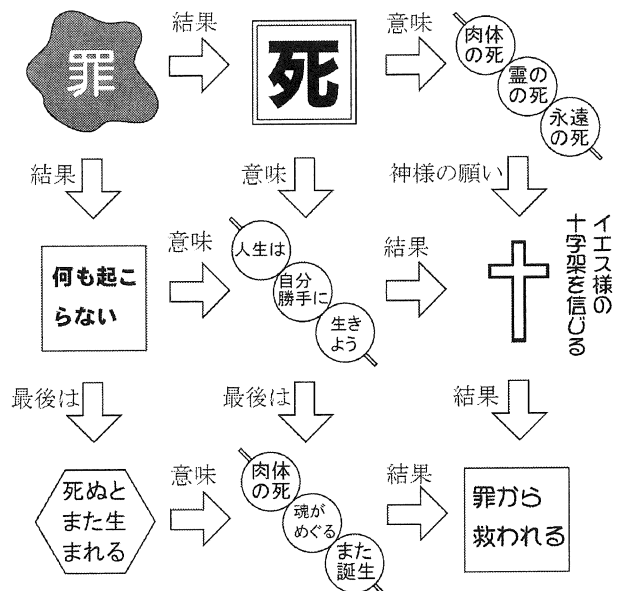 罪
結果
死
意味
肉体
の死
霊の
の死
永遠
の死
結果
意味
神様の願い
何も起こ
らない
意味
人生は
自分
勝手に
生き
よう
結果
イエス様の
十字架を信じる
最後は
最後は
結果
死ぬと
また生
まれる
意味
肉体
の死
魂が
めぐる
また
誕生
結果
罪から
救われる